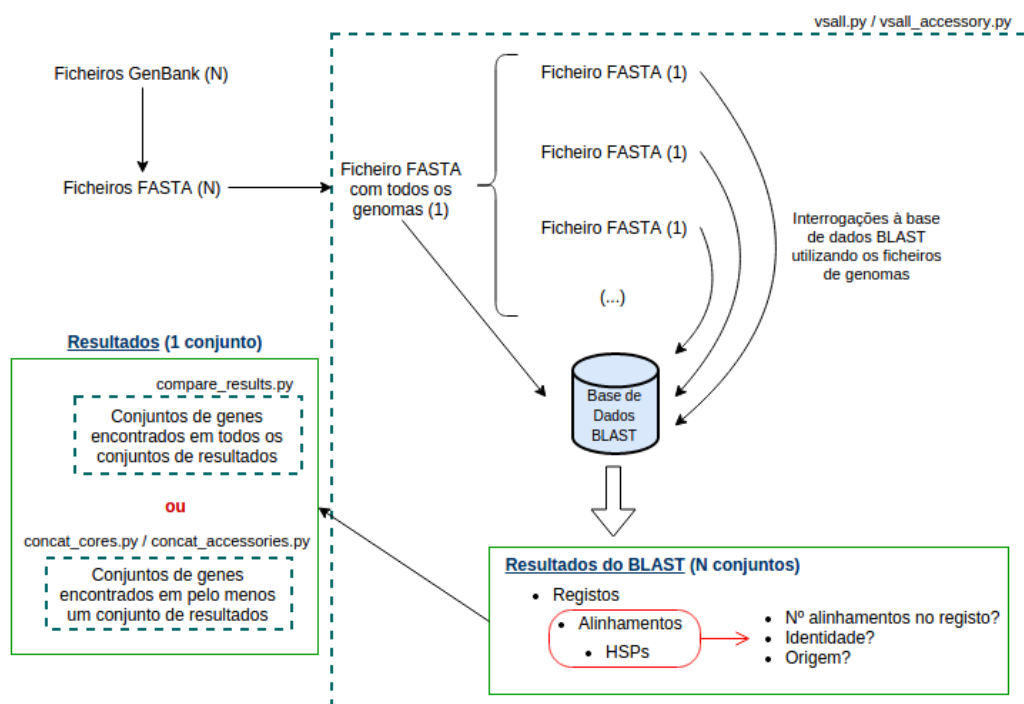 vsall.py / vsall_accessory.py
Ficheiros GenBank (N)
Ficheiros FASTA (N)
Ficheiro FASTA
com todos os
genomas (1)
Ficheiro FASTA (1)
Ficheiro FASTA (1)
Ficheiro FASTA (1)
(...)
Interrogações à base
de dados BLAST
utilizando os ficheiros
de genomas
Base de
Dados
BLAST
Resultados do BLAST (N conjuntos)
• Registos
• Alinhamentos
• HSPs
• Nº alinhamentos no registo?
• Identidade?
• Origem?
Resultados (1 conjunto)
compare_results.py
Conjuntos de genes
encontrados em todos os
conjuntos de resultados
ou
concat_cores.py / concat_accessories.py
Conjuntos de genes
encontrados em pelo menos
um conjunto de resultados